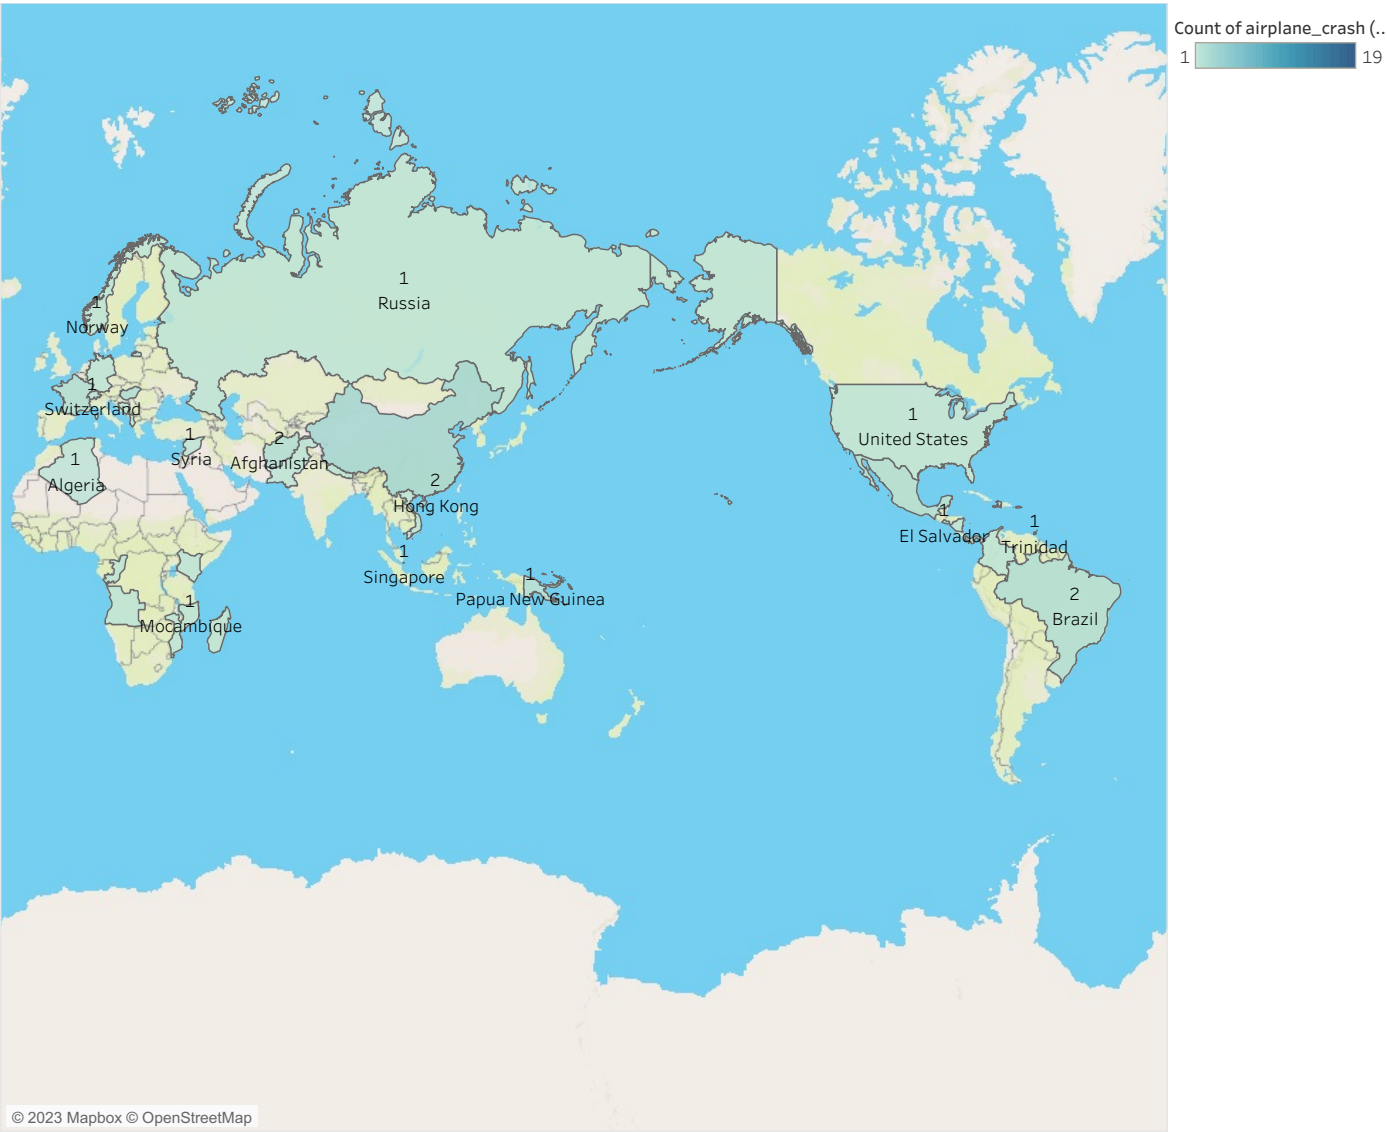 Count of airplane_crash (..
1 19
1
Russia
1
Norway
1
Switzerland
1
United States
1
Syria
2
Afghanistan
1
Algeria
2
Hong Kong
1
El Salvador
1
Trinidad
1
Singapore
1
Papua New Guinea
2
Brazil
1
Mocambique
© 2023 Mapbox © OpenStreetMap